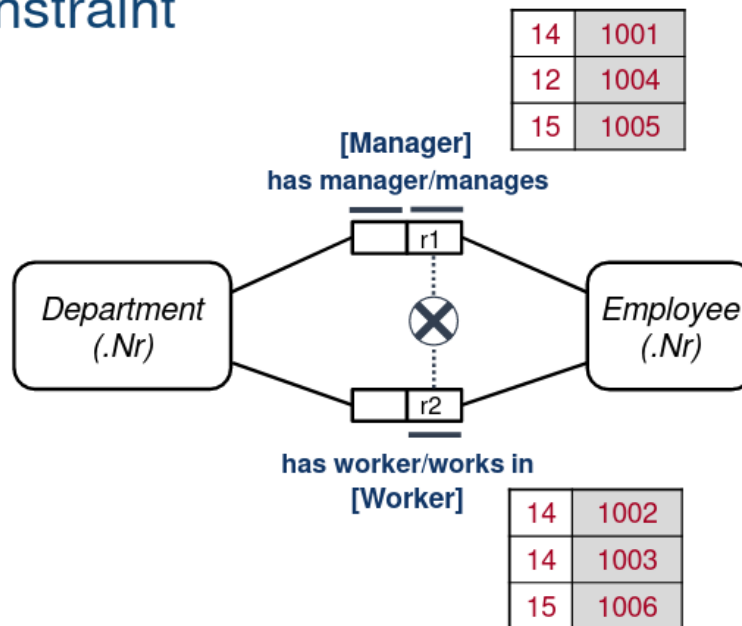 nstraint
14 1001
12 1004
15 1005
[Manager]
has manager/manages
r1
Department
(.Nr)
Employee
(.Nr)
r2
has worker/works in
[Worker]
14 1002
14 1003
15 1006